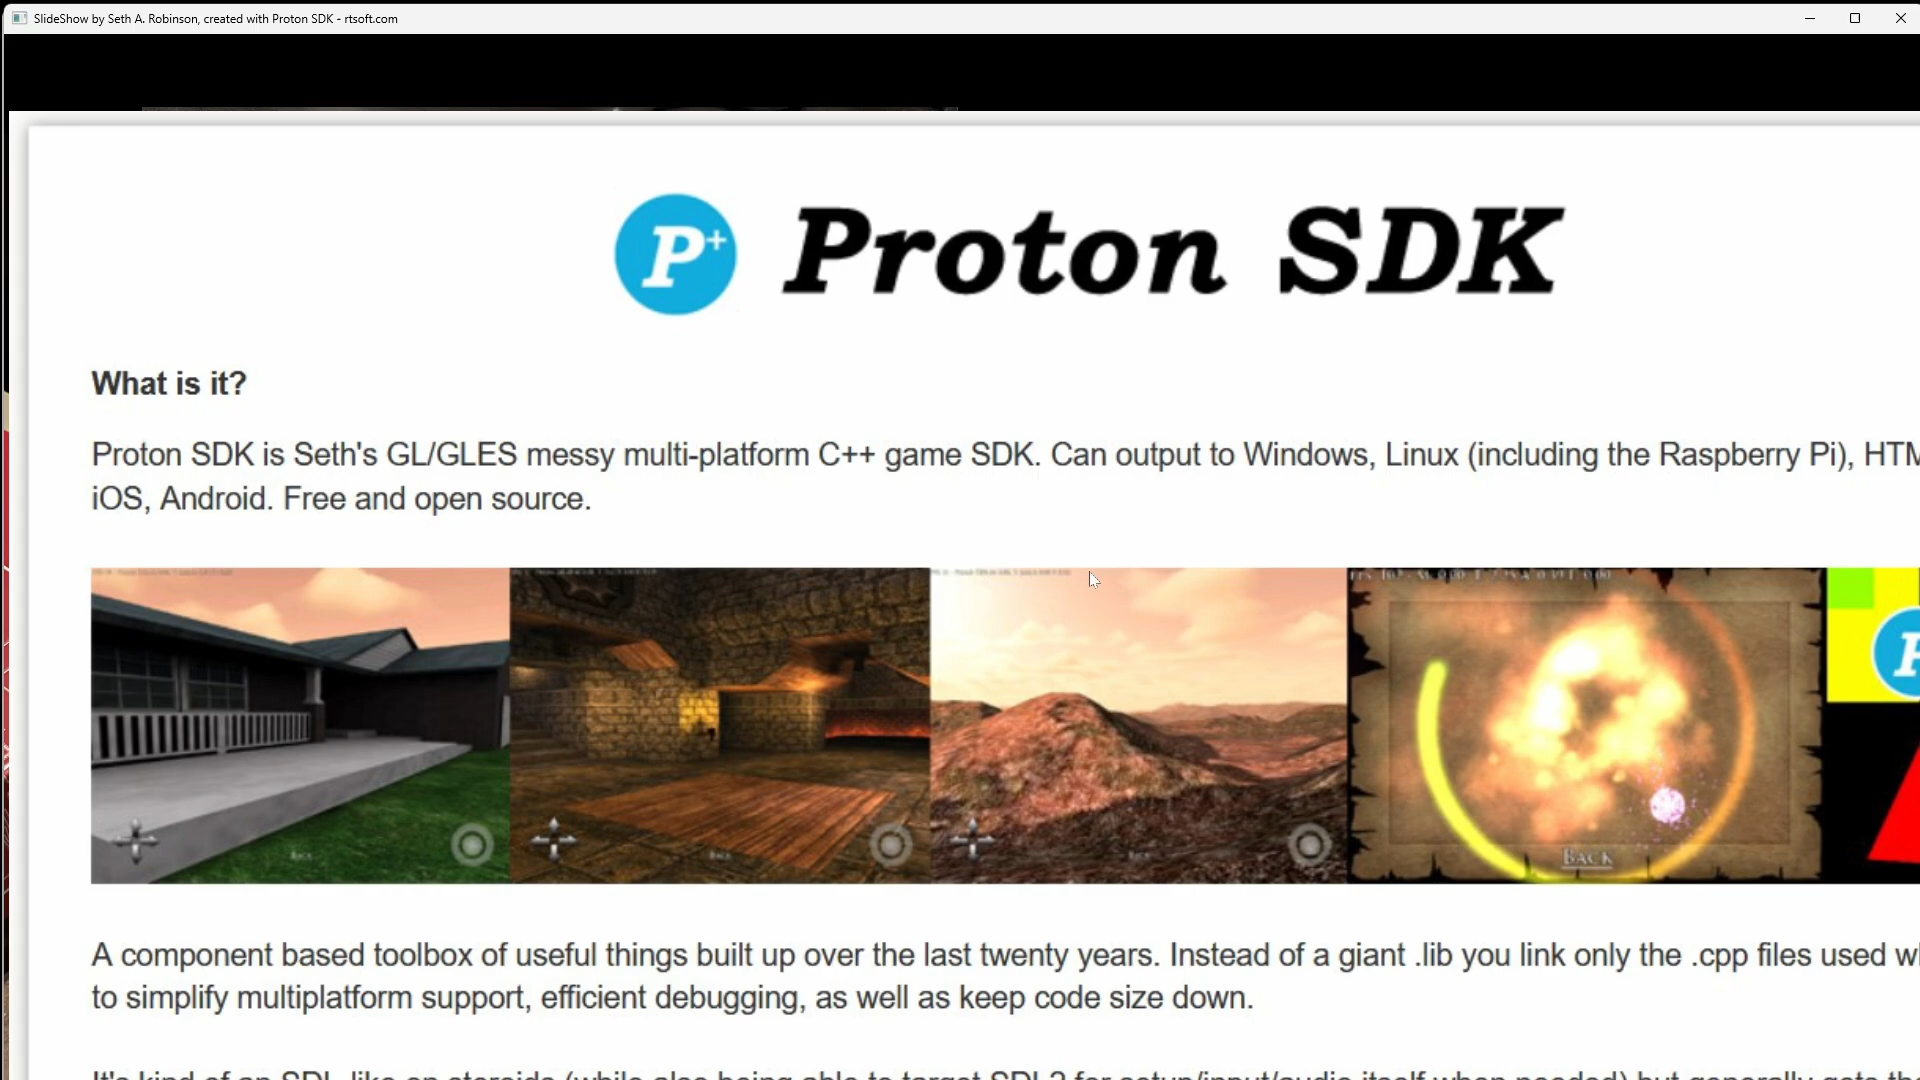 SlideShow by Seth A. Robinson, created with Proton SDK - rtsoft.com
P+ Proton SDK
What is it?
Proton SDK is Seth's GL/GLES messy multi-platform C++ game SDK. Can output to Windows, Linux (including the Raspberry Pi),
iOS, Android. Free and open source.
BACK
A component based toolbox of useful things built up over the last twenty years. Instead of a giant .lib you link only the .cpp files used
to simplify multiplatform support, efficient debugging, as well as keep code size down.